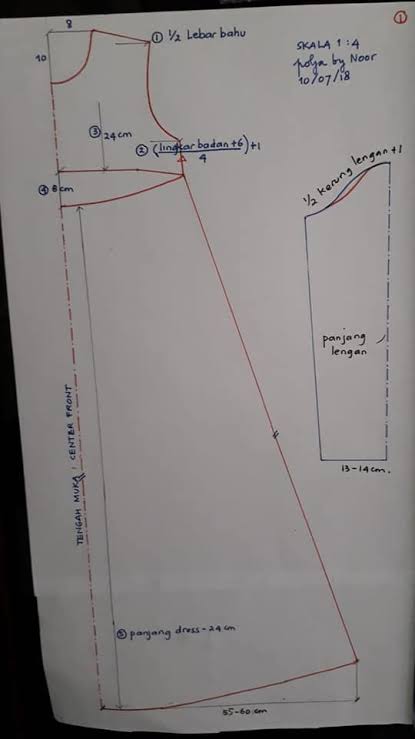 ①
8
10
① ½ Lebar bahu
SKALA 1:4
pola by Noor
10/07/18
③ 24 cm
② (lingkar badan+6)+1
4
④ 8 cm
½ kerung lengan +1
panjang
lengan
13-14 cm.
TENGAH MUKA / CENTER FRONT
⑤ panjang dress - 24 cm
55-60 cm